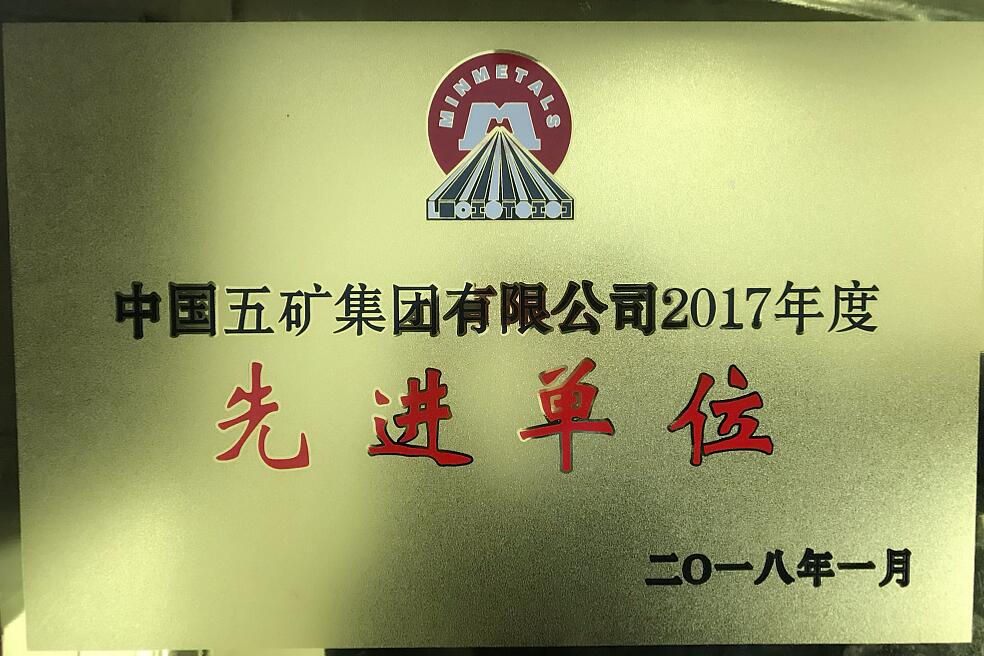 MINMETALS
M
LOGISTICS
中国五矿集团有限公司2017年度
先进单位
二〇一八年一月